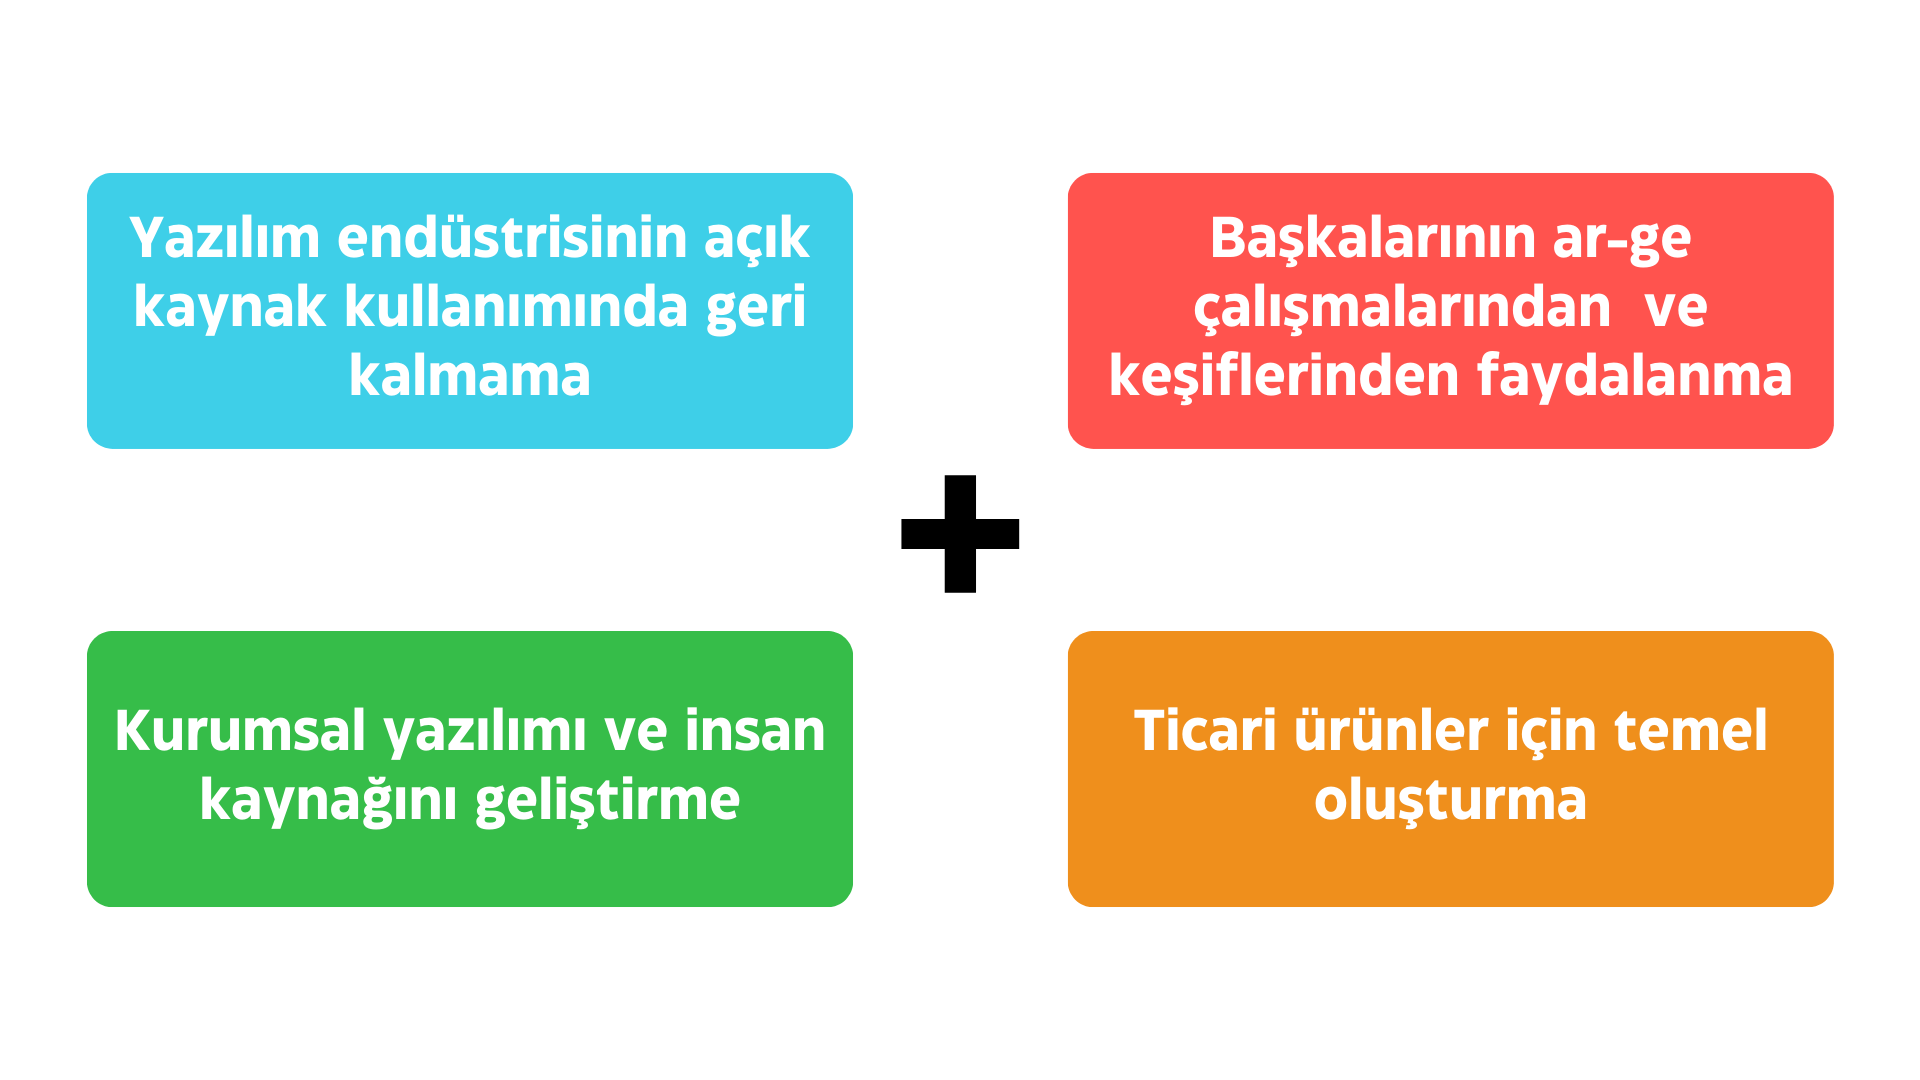 Yazılım endüstrisinin açık
kaynak kullanımında geri
kalmama
Başkalarının ar-ge
çalışmalarından  ve
keşiflerinden faydalanma
Kurumsal yazılımı ve insan
kaynağını geliştirme
Ticari ürünler için temel
oluşturma